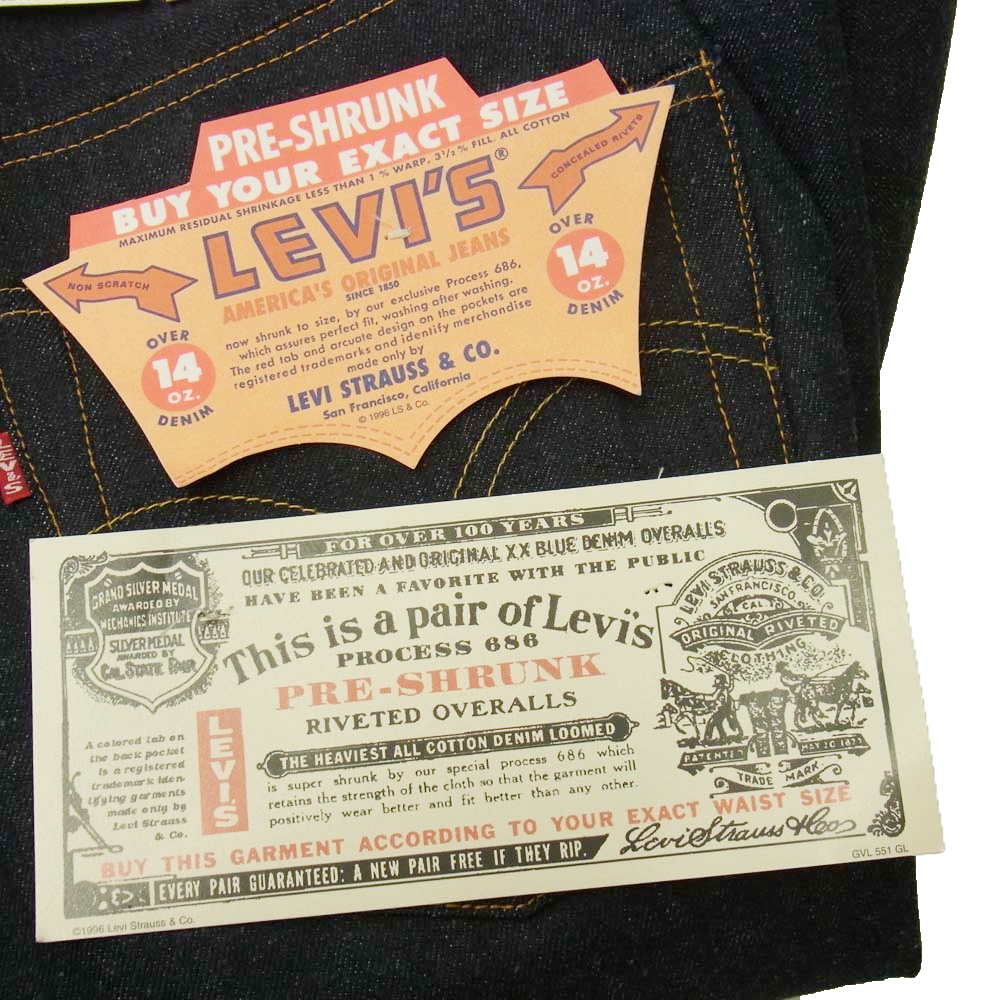 PRE-SHRUNK
BUY YOUR EXACT SIZE
MAXIMUM RESIDUAL SHRINKAGE LESS THAN 1 % WARP, 3½ % FILL. ALL COTTON
LEVI'S®
AMERICA'S ORIGINAL JEANS
SINCE 1850
NON SCRATCH
CONCEALED RIVETS
OVER
14
OZ.
DENIM
OVER
14
OZ.
DENIM
now shrunk to size, by our exclusive Process 686,
which assures perfect fit, washing after washing.
The red tab and arcuate design on the pockets are
registered trademarks and identify merchandise
made only by
LEVI STRAUSS & CO.
San Francisco, California
© 1996 LS & Co.
LEVI'S
FOR OVER 100 YEARS
OUR CELEBRATED AND ORIGINAL XX BLUE DENIM OVERALLS
HAVE BEEN A FAVORITE WITH THE PUBLIC
This is a pair of Levi's
PROCESS 686
PRE-SHRUNK
RIVETED OVERALLS
THE HEAVIEST ALL COTTON DENIM LOOMED
is super shrunk by our special process 686 which
retains the strength of the cloth so that the garment will
positively wear better and fit better than any other.
GRAND SILVER MEDAL
AWARDED BY
MECHANICS INSTITUTE
SILVER MEDAL
AWARDED BY
CAL. STATE FAIR
A colored tab on
the back pocket
is a registered
trademark iden-
tifying garments
made only by
Levi Strauss
& Co.
LEVI'S
LEVI STRAUSS & CO.
SAN FRANCISCO.
CAL.
ORIGINAL RIVETED
CLOTHING
PATENTED
MAY 20 1873
TRADE MARK
BUY THIS GARMENT ACCORDING TO YOUR EXACT WAIST SIZE
EVERY PAIR GUARANTEED: A NEW PAIR FREE IF THEY RIP.
Levi Strauss & Co
©1996 Levi Strauss & Co.
GVL 551 GL